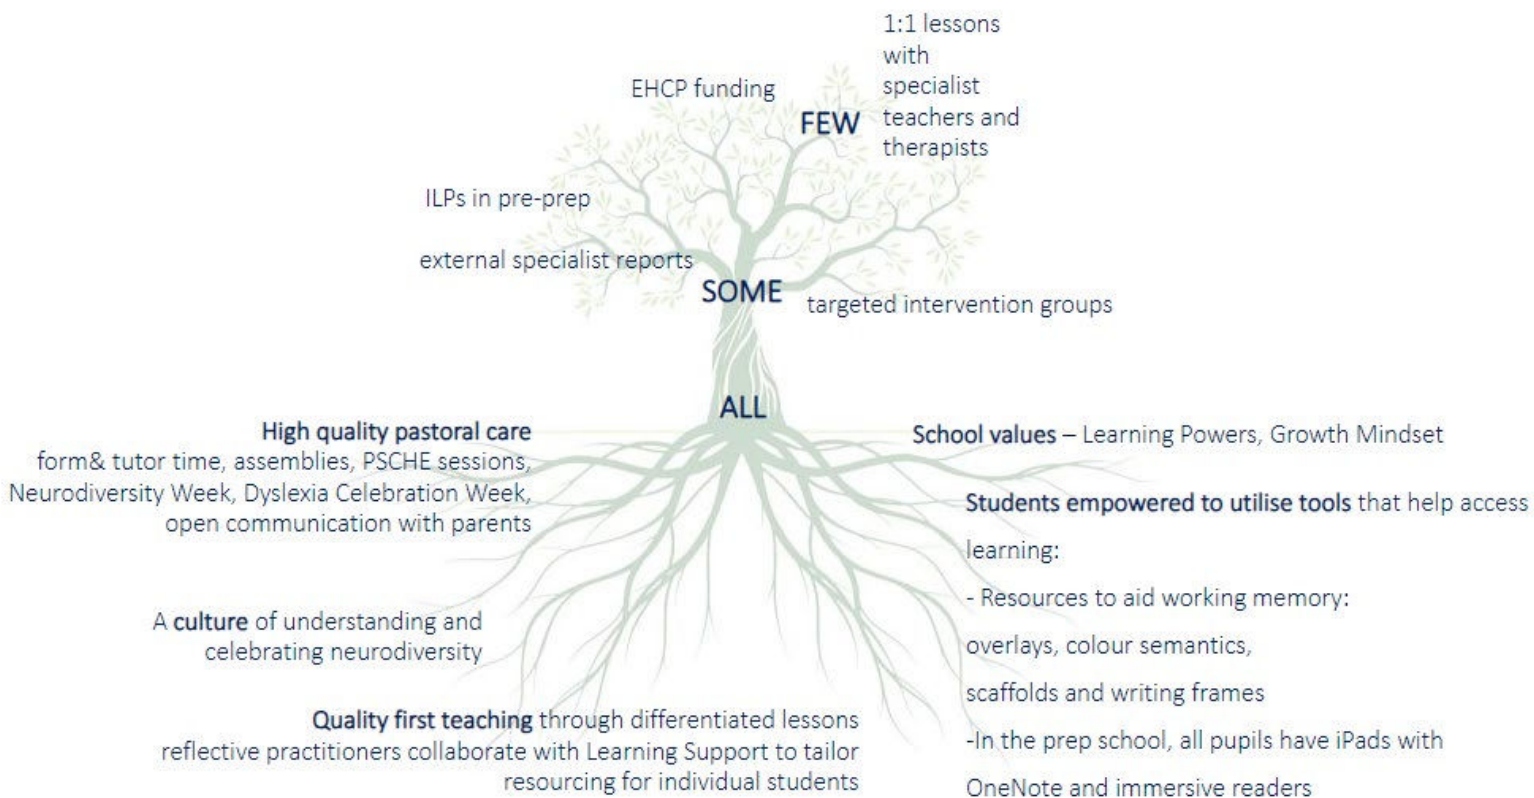 1:1 lessons
with
specialist
teachers and
therapists
EHCP funding
FEW
ILPs in pre-prep
external specialist reports
SOME
targeted intervention groups
ALL
High quality pastoral care
form& tutor time, assemblies, PSCHE sessions,
Neurodiversity Week, Dyslexia Celebration Week,
open communication with parents
A culture of understanding and
celebrating neurodiversity
Quality first teaching through differentiated lessons
reflective practitioners collaborate with Learning Support to tailor
resourcing for individual students
School values – Learning Powers, Growth Mindset
Students empowered to utilise tools that help access
learning:
- Resources to aid working memory:
overlays, colour semantics,
scaffolds and writing frames
-In the prep school, all pupils have iPads with
OneNote and immersive readers